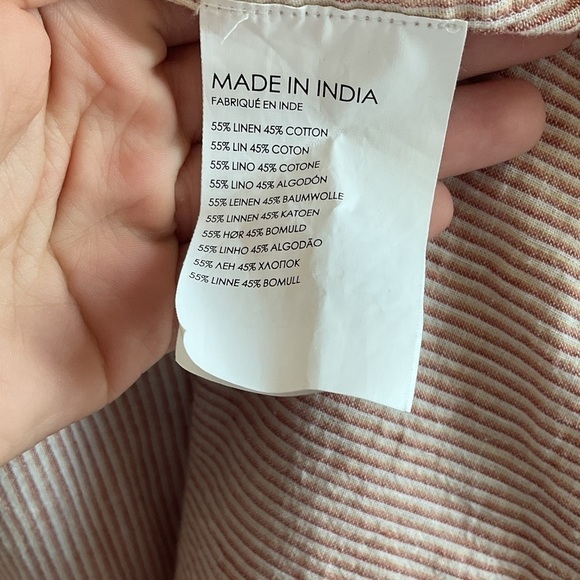 MADE IN INDIA
FABRIQUÉ EN INDE
55% LINEN 45% COTTON
55% LIN 45% COTON
55% LINO 45% COTONE
55% LINO 45% ALGODÓN
55% LEINEN 45% BAUMWOLLE
55% LINNEN 45% KATOEN
55% HØR 45% BOMULD
55% LINHO 45% ALGODÃO
55% ЛЕН 45% ХЛОПОК
55% LINNE 45% BOMULL